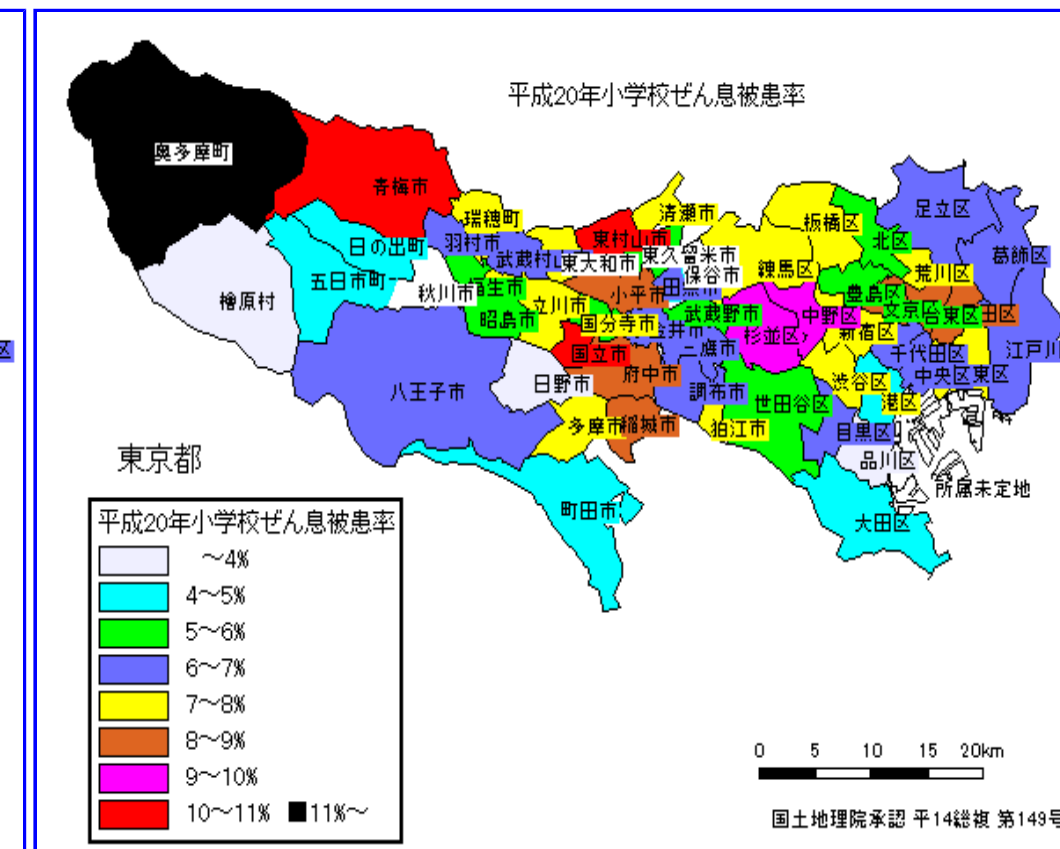 区
平成20年小学校ぜん息被患率
奥多摩町
青梅市
瑞穂町
清瀬市
板橋区
足立区
日の出町
羽村市
東村山市
北区
葛飾区
東大和市
東久留米市
保谷市
練馬区
荒川区
五日市町
秋川市
小平市
豊島区
檜原村
昭島市
立川市
国分寺市
武蔵野市
中野区
文京
台東区
田区
杉並区
新宿区
国立市
三鷹市
千代田区
江戸川
日野市
府中市
中央区
東区
八王子市
調布市
世田谷区
渋谷区
港区
多摩市
稲城市
狛江市
目黒区
東京都
品川区
所属未定地
町田市
大田区
平成20年小学校ぜん息被患率
～4%
4～5%
5～6%
6～7%
7～8%
8～9%
9～10%
10～11% ■11%～
0 5 10 15 20km
国土地理院承認 平14総複 第149号